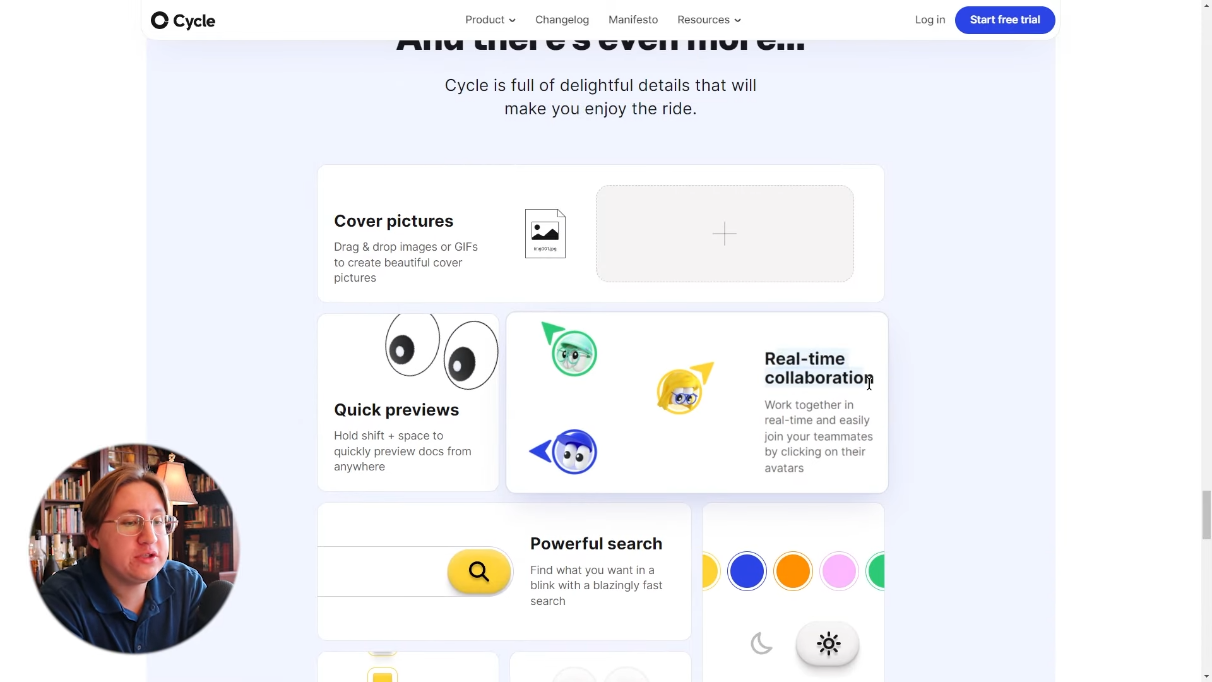 Cycle
Product
Changelog
Manifesto
Resources
Log in
Start free trial
And there's even more...
Cycle is full of delightful details that will
make you enjoy the ride.
Cover pictures
Drag & drop images or GIFs
to create beautiful cover
pictures
Quick previews
Hold shift + space to
quickly preview docs from
anywhere
Real-time
collaboration
Work together in
real-time and easily
join your teammates
by clicking on their
avatars
Powerful search
Find what you want in a
blink with a blazingly fast
search